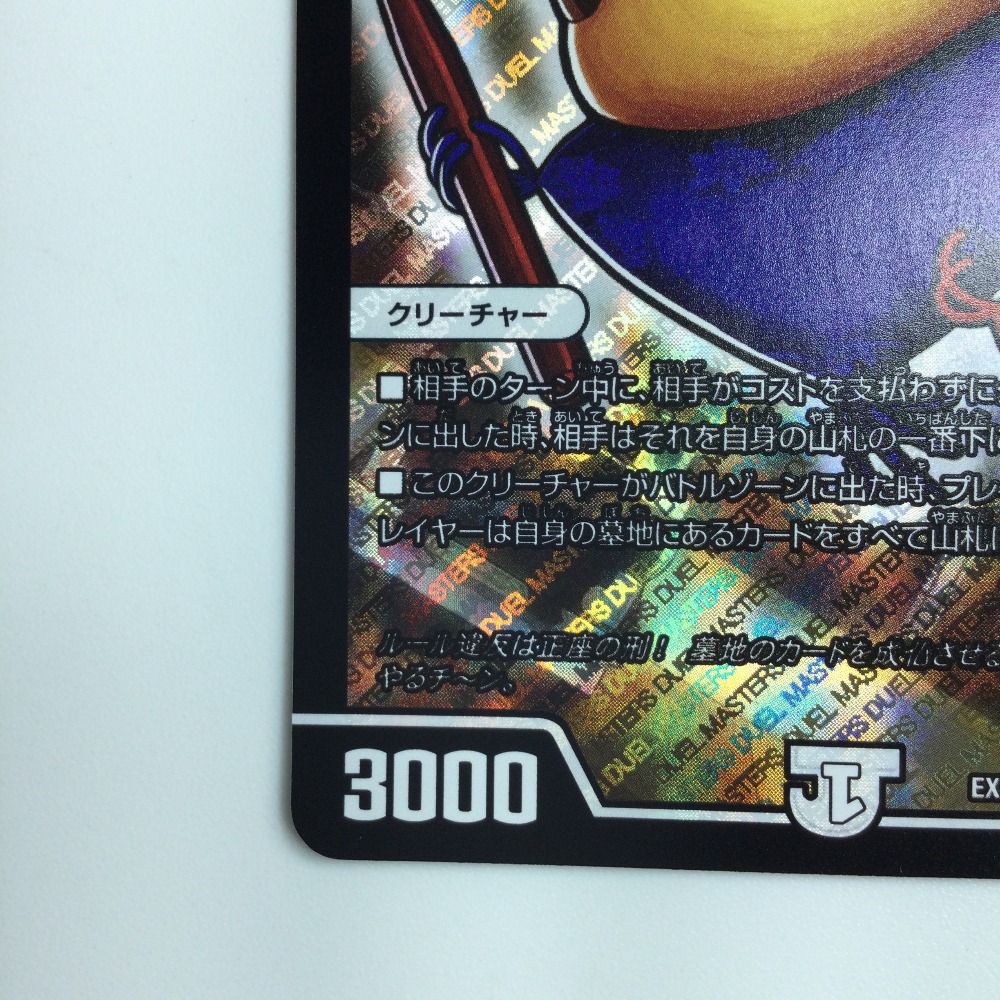 クリーチャー
■相手のターン中に、相手がコストを支払わずに
ンに出した時、相手はそれを自身の山札の一番下に
■このクリーチャーがバトルゾーンに出た時、プレ
レイヤーは自身の墓地にあるカードをすべて山札に
ルール違反は正座の刑！ 墓地のカードを成仏させる
やるチ〜ン。
3000
EX
DUEL MASTERS